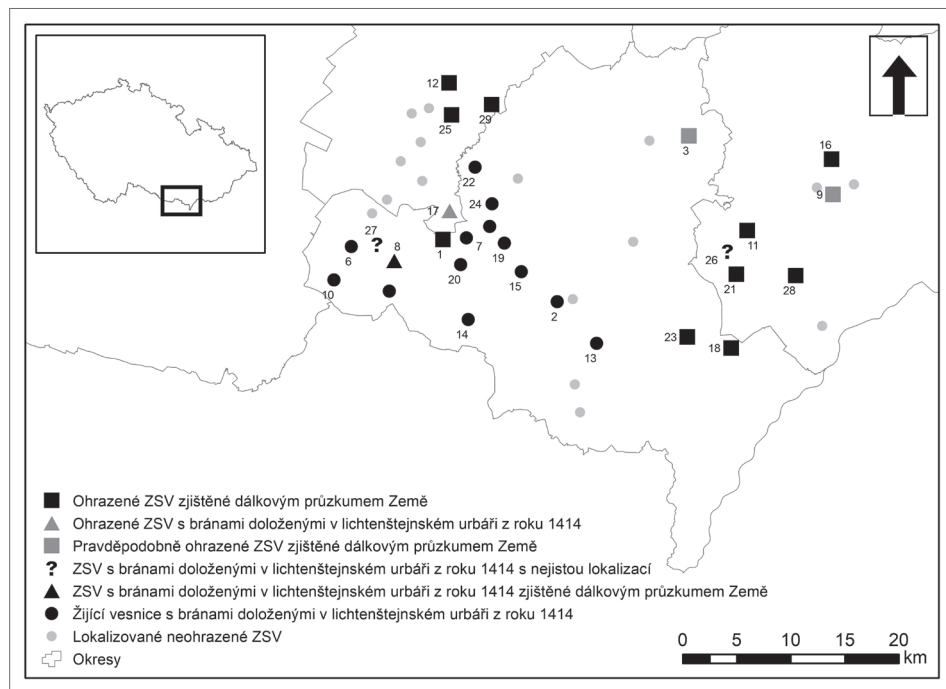 12
29
25
3
16
22
9
24
17
27
8
7
11
6
1
19
26
20
15
21
28
10
2
14
23
18
13
Ohrazené ZSV zjištěné dálkovým průzkumem Země
Ohrazené ZSV s bránami doloženými v lichtenštejnském urbáři z roku 1414
Pravděpodobně ohrazené ZSV zjištěné dálkovým průzkumem Země
? ZSV s bránami doloženými v lichtenštejnském urbáři z roku 1414 s nejistou lokalizací
ZSV s bránami doloženými v lichtenštejnském urbáři z roku 1414 zjištěné dálkovým průzkumem Země
Žijící vesnice s bránami doloženými v lichtenštejnském urbáři z roku 1414
Lokalizované neohrazené ZSV
Okresy
0 5 10 15 20
km